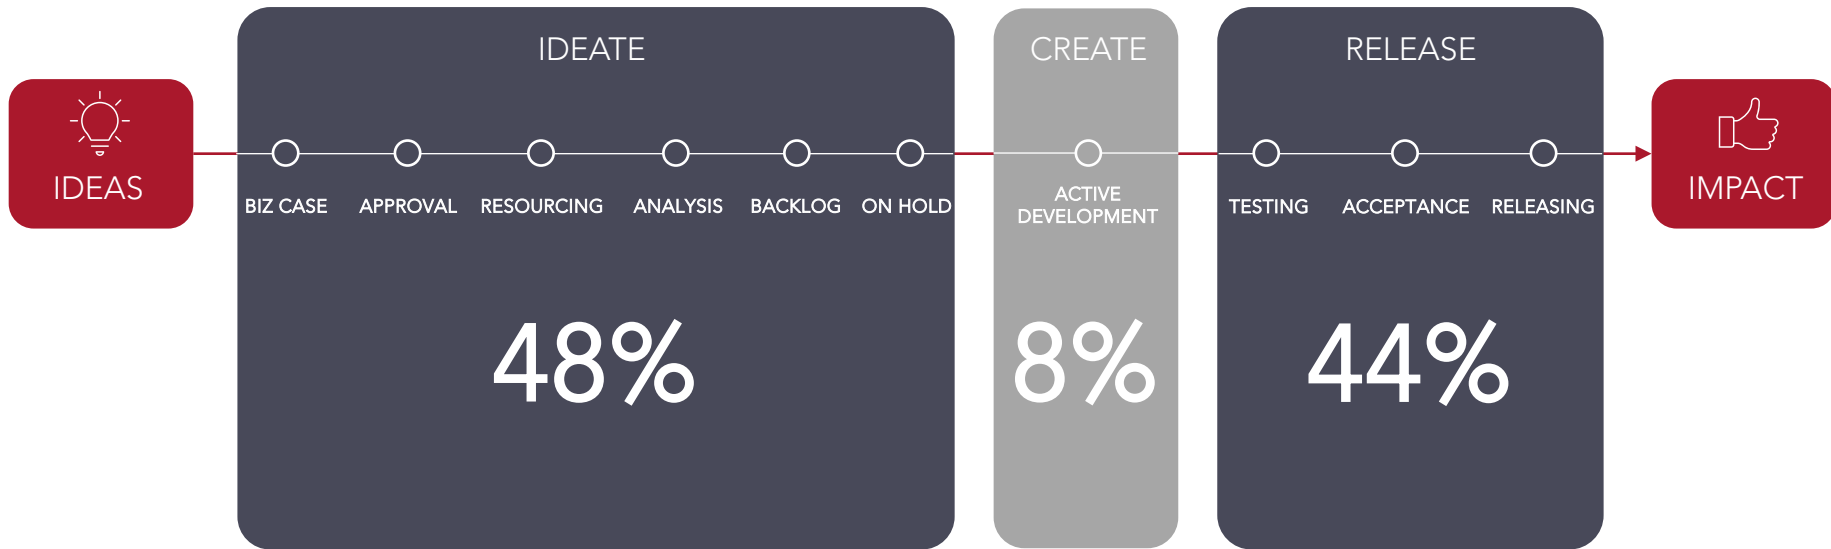 IDEAS
IDEATE
BIZ CASE
APPROVAL
RESOURCING
ANALYSIS
BACKLOG
ON HOLD
48%
CREATE
ACTIVE
DEVELOPMENT
8%
RELEASE
TESTING
ACCEPTANCE
RELEASING
44%
IMPACT